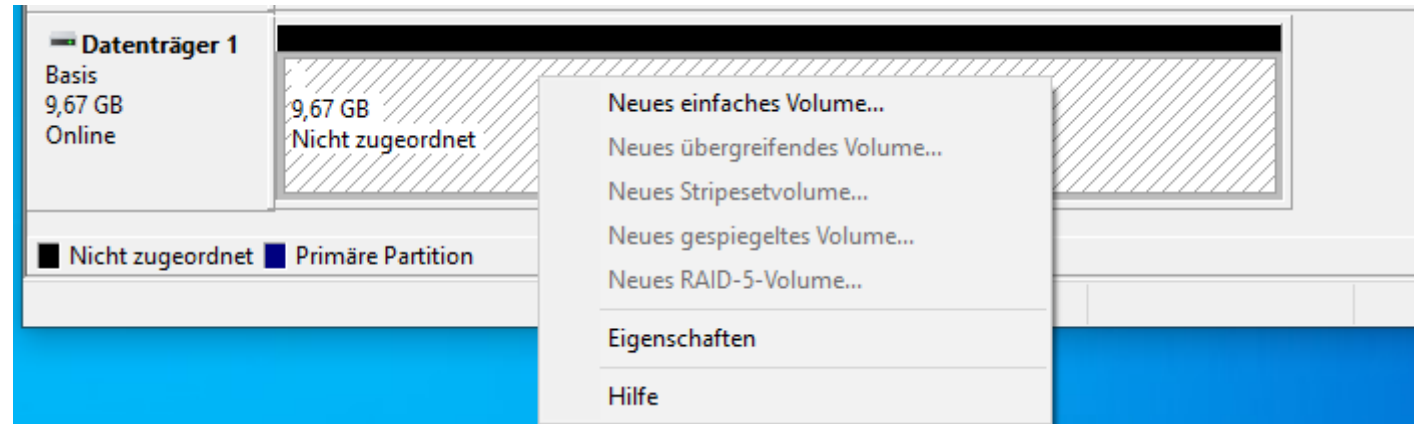 Datenträger 1
Basis
9,67 GB
Online
9,67 GB
Nicht zugeordnet
Neues einfaches Volume...
Neues übergreifendes Volume...
Neues Stripesetvolume...
Neues gespiegeltes Volume...
Neues RAID-5-Volume...
Eigenschaften
Hilfe
Nicht zugeordnet Primäre Partition